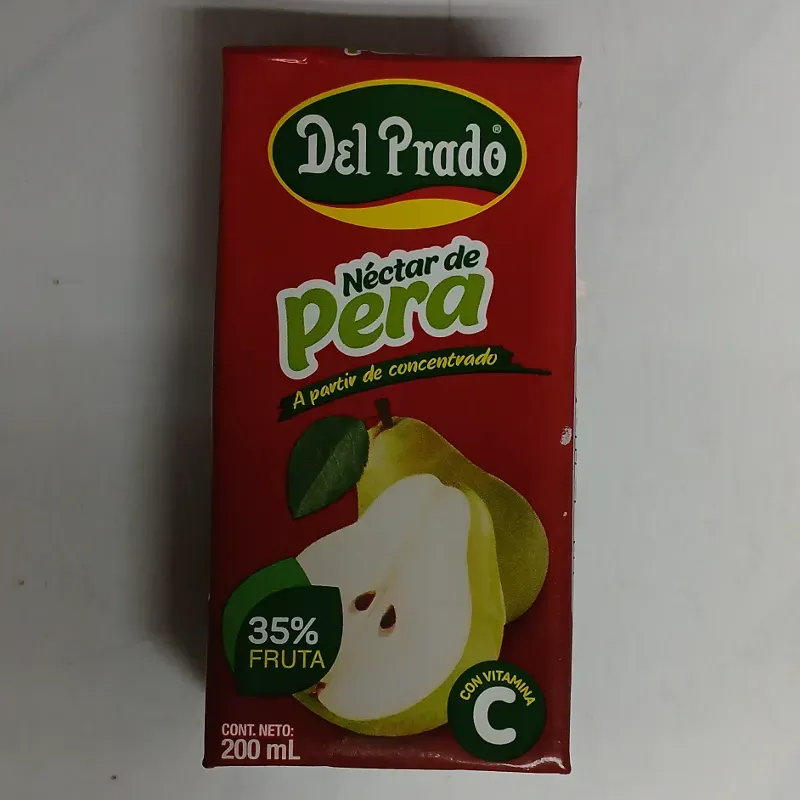 Del Prado®
Néctar de
Pera
A partir de concentrado
35%
FRUTA
CON VITAMINA
C
CONT. NETO:
200 mL